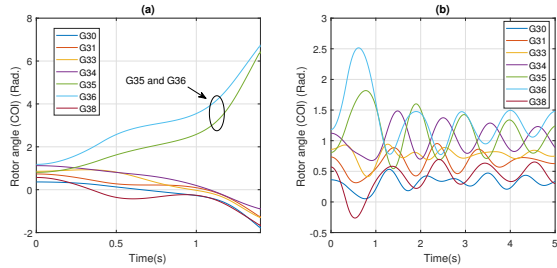 (a)
Rotor angle (COI) (Rad.)
8
6
4
2
0
-2
0
0.5
1
Time(s)
G30
G31
G33
G34
G35
G36
G38
G35 and G36
(b)
Rotor angle (COI) (Rad.)
3
2.5
2
1.5
1
0.5
0
-0.5
0
1
2
3
4
5
Time(s)
G30
G31
G33
G34
G35
G36
G38